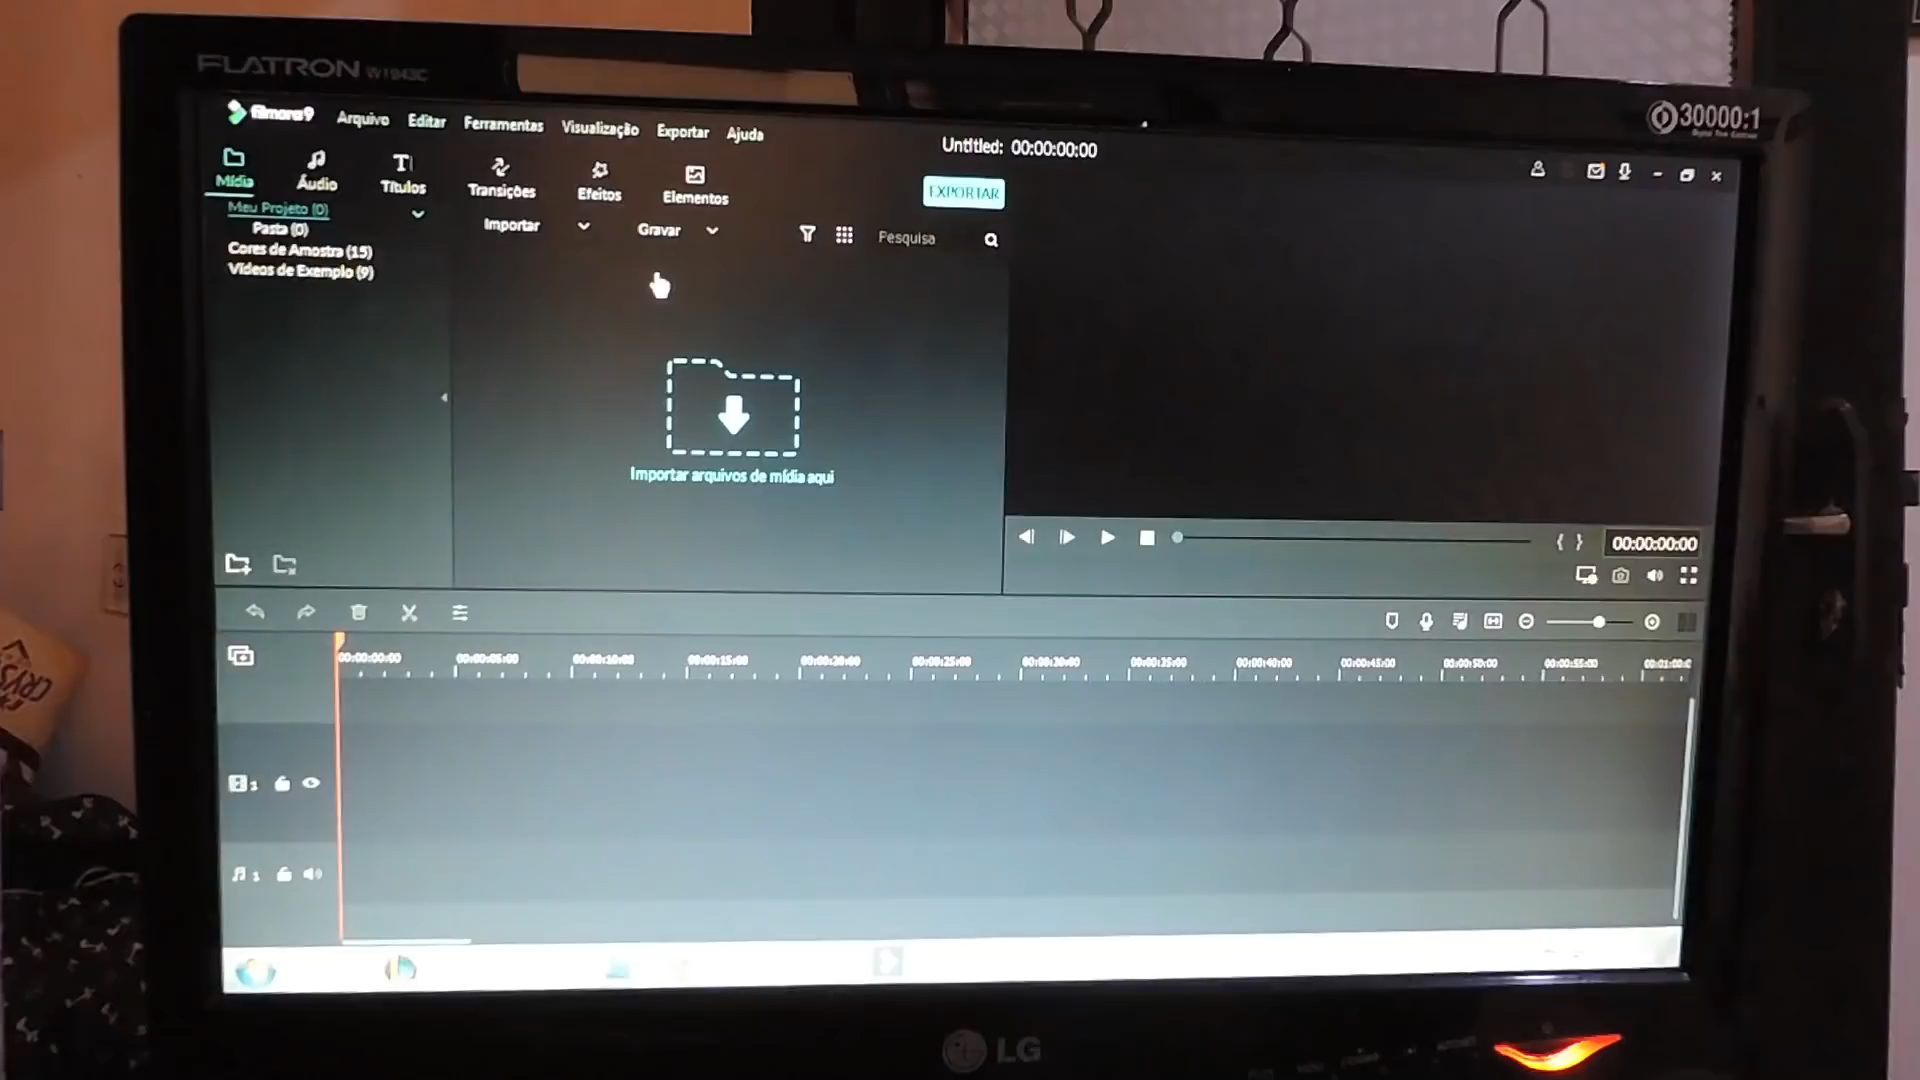 FLATRON W1943C
30000:1
filmora9 Arquivo Editar Ferramentas Visualização Exportar Ajuda
Untitled: 00:00:00:00
Mídia Áudio Títulos Transições Efeitos Elementos
EXPORTAR
Meu Projeto (0)
Pasta (0)
Cores de Amostra (15)
Vídeos de Exemplo (9)
Importar Gravar Pesquisa
Importar arquivos de mídia aqui
{ } 00:00:00:00
00:00:00:00 00:00:05:00 00:00:10:00 00:00:15:00 00:00:20:00 00:00:25:00 00:00:30:00 00:00:35:00 00:00:40:00 00:00:45:00 00:00:50:00 00:00:55:00 00:01:00:0
1
1
LG